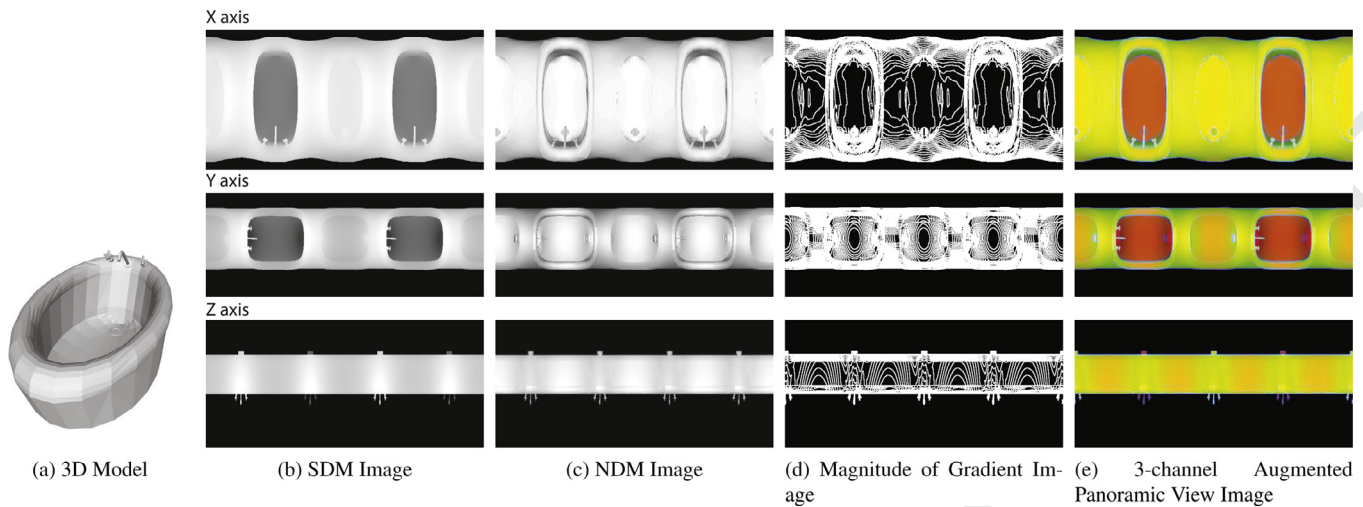 X axis
Y axis
Z axis
(a) 3D Model
(b) SDM Image
(c) NDM Image
(d) Magnitude of Gradient Im-
age
(e) 3-channel Augmented
Panoramic View Image